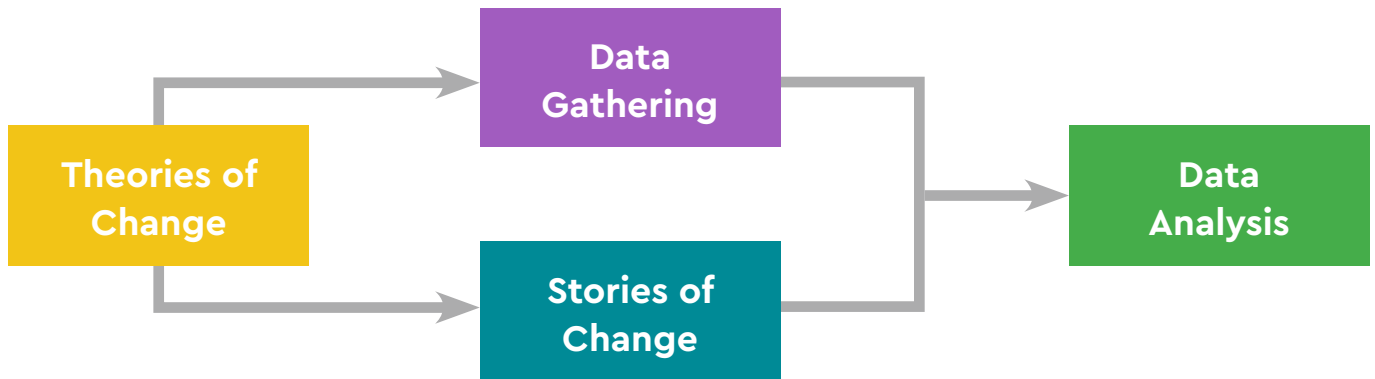 Theories of
Change
Data
Gathering
Stories of
Change
Data
Analysis